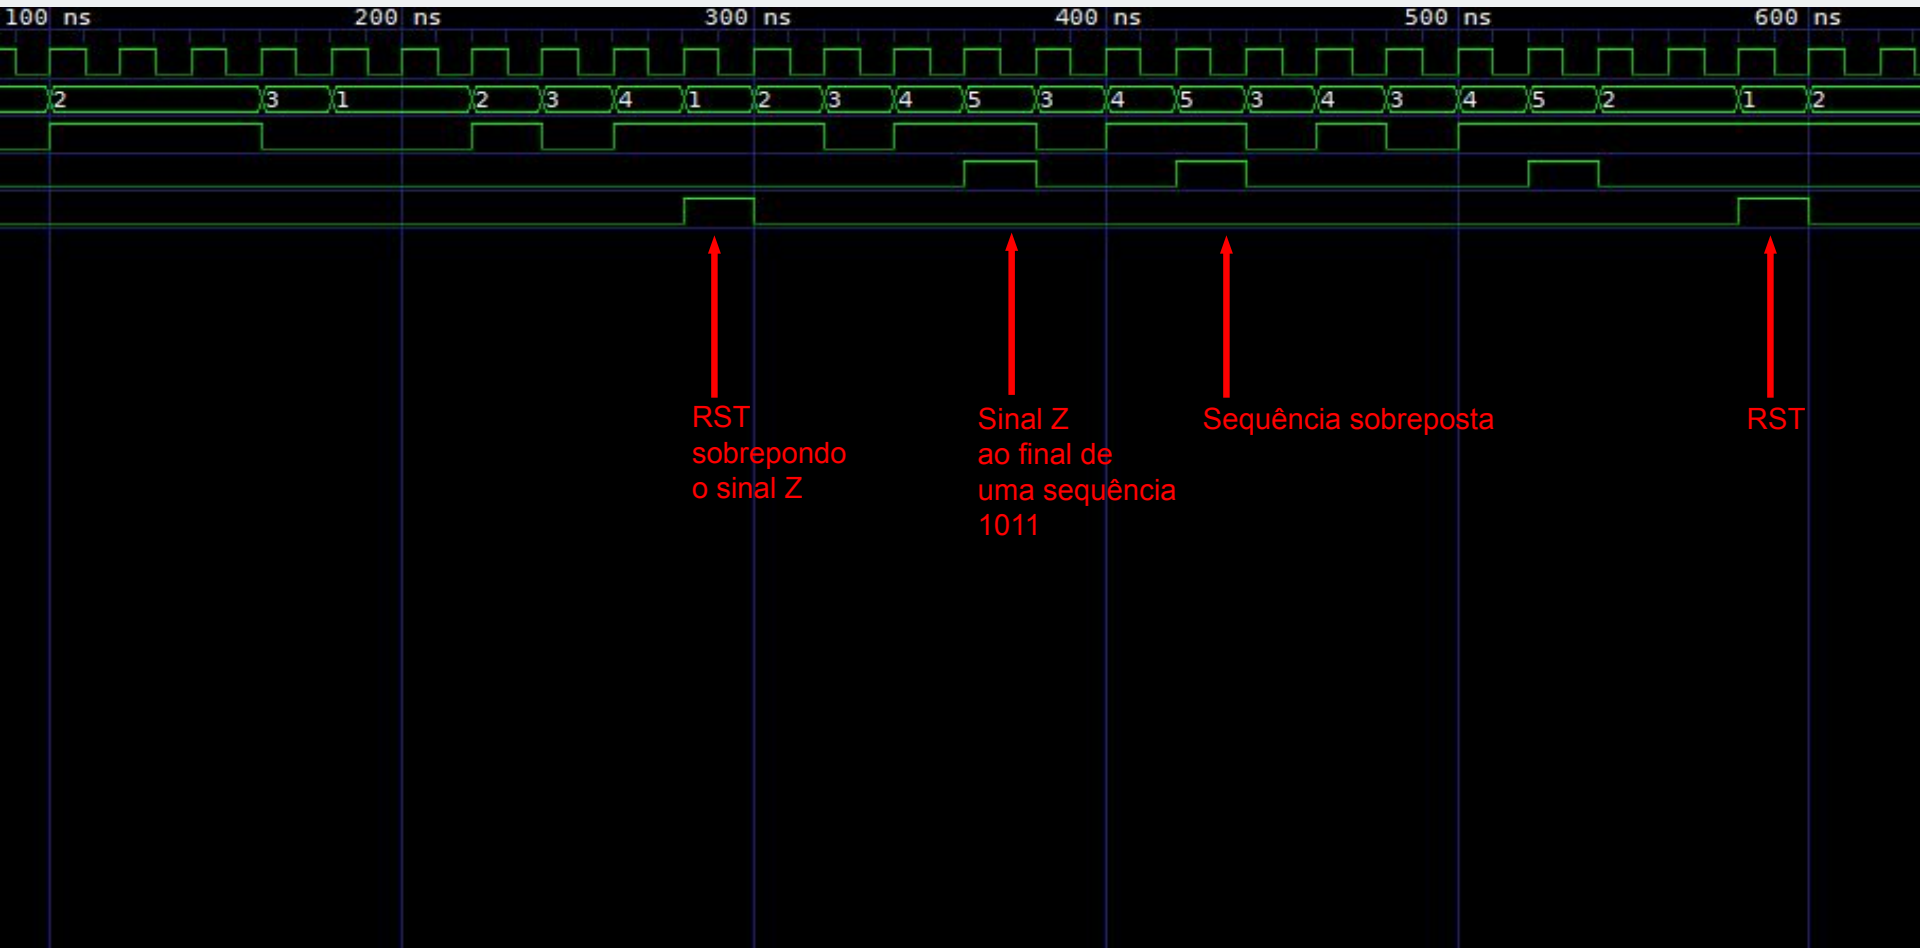 100 ns 200 ns 300 ns 400 ns 500 ns 600 ns
2 3 1 2 3 4 1 2 3 4 5 3 4 5 3 4 3 4 5 2 1 2
RST
sobrepondo
o sinal Z
Sinal Z
ao final de
uma sequência
1011
Sequência sobreposta
RST